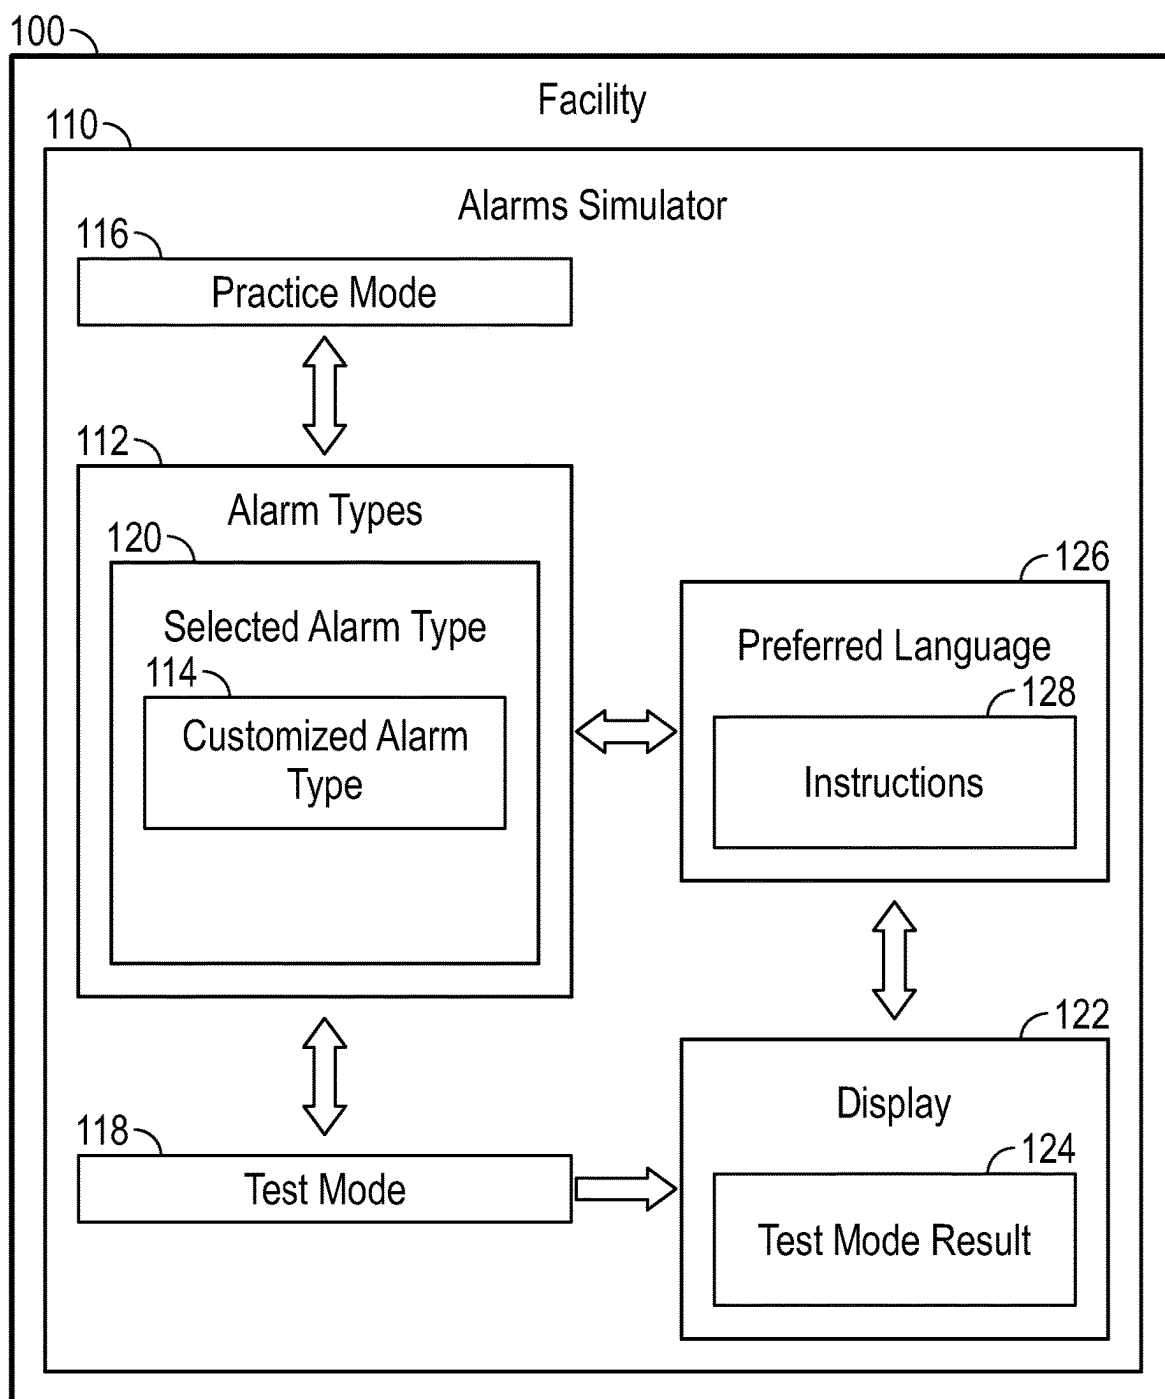 100
Facility
110
Alarms Simulator
116
Practice Mode
112
Alarm Types
120
Selected Alarm Type
114
Customized Alarm
Type
126
Preferred Language
128
Instructions
118
Test Mode
122
Display
124
Test Mode Result